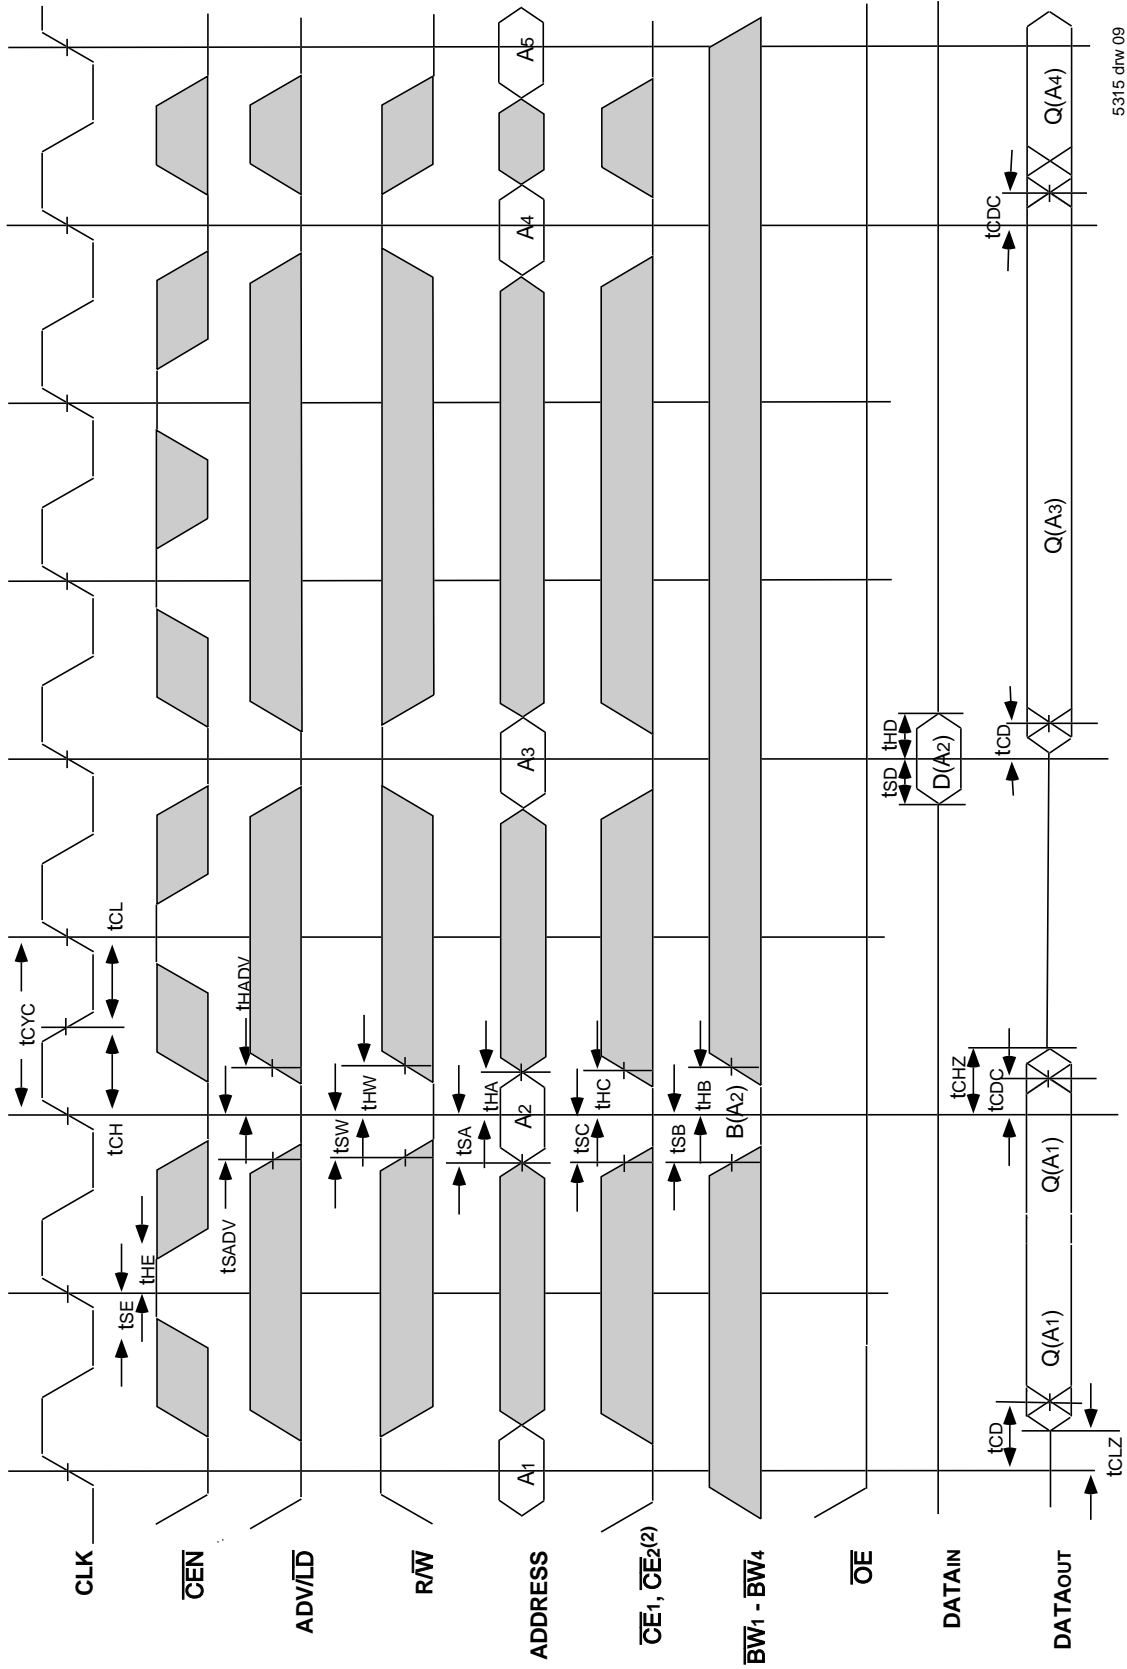 CLK
tCYC
tCH
tCL
tSE
tHE
CEN
tSADV
tHADV
ADV/LD
tSW
tHW
R/W
tSA
tHA
ADDRESS
A1
A2
A3
A4
A5
tSC
tHC
CE1, CE2(2)
tSB
tHB
B(A2)
BW1 - BW4
OE
tSD
tHD
DATAIN
D(A2)
tCD
tCLZ
tCHZ
tCDC
tCD
tCDC
DATAOUT
Q(A1)
Q(A1)
Q(A3)
Q(A4)
5315 drw 09